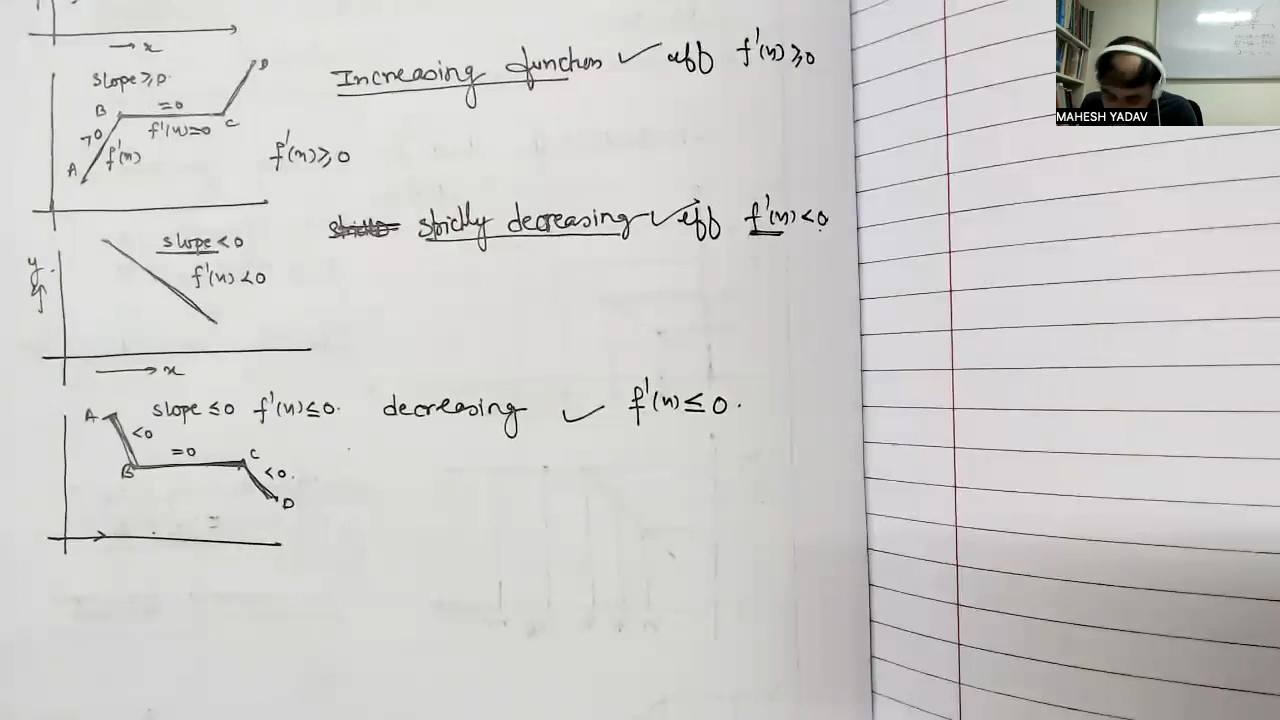 → x
Increasing function ✓ iff f'(x) ≥ 0
slope ≥ 0
B =0 D
f'(x)=0 C
>0
A f'(x)
f'(x) ≥ 0
strictly decreasing ✓ iff f'(x) < 0
slope < 0
f'(x) < 0
y
→ x
A slope ≤ 0 f'(x) ≤ 0. decreasing ✓ f'(x) ≤ 0.
<0
=0 C
B <0.
D
=
MAHESH YADAV